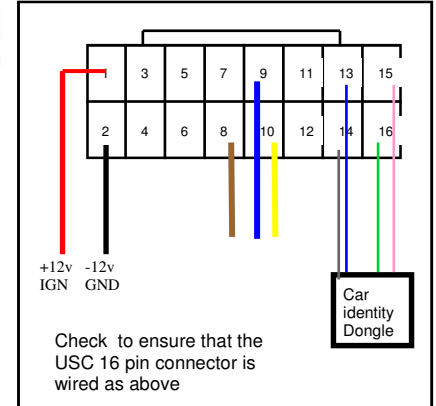 1 3 5 7 9 11 13 15
2 4 6 8 10 12 14 16
+12v -12v
IGN GND
Car
identity
Dongle
Check to ensure that the
USC 16 pin connector is
wired as above